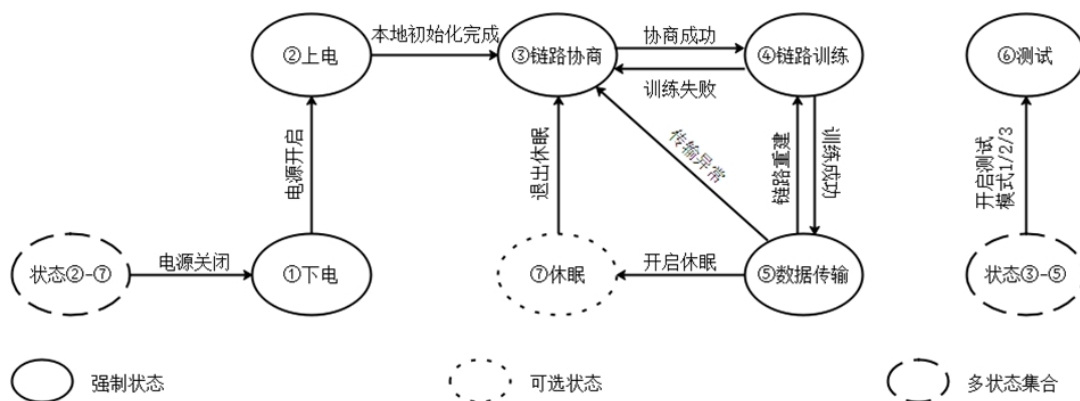 ②上电
本地初始化完成
③链路协商
协商成功
训练失败
④链路训练
⑥测试
电源开启
退出休眠
传输异常
链路重建
训练成功
开启测试
模式1/2/3
状态②-⑦
电源关闭
①下电
⑦休眠
开启休眠
⑤数据传输
状态③-⑤
强制状态
可选状态
多状态集合